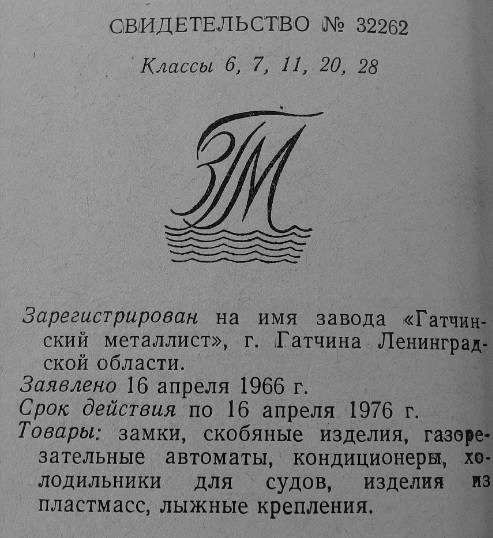 СВИДЕТЕЛЬСТВО № 32262
Классы 6, 7, 11, 20, 28
ЗГМ
Зарегистрирован на имя завода «Гатчин-
ский металлист», г. Гатчина Ленинград-
ской области.
Заявлено 16 апреля 1966 г.
Срок действия по 16 апреля 1976 г.
Товары: замки, скобяные изделия, газоре-
зательные автоматы, кондиционеры, хо-
лодильники для судов, изделия из
пластмасс, лыжные крепления.